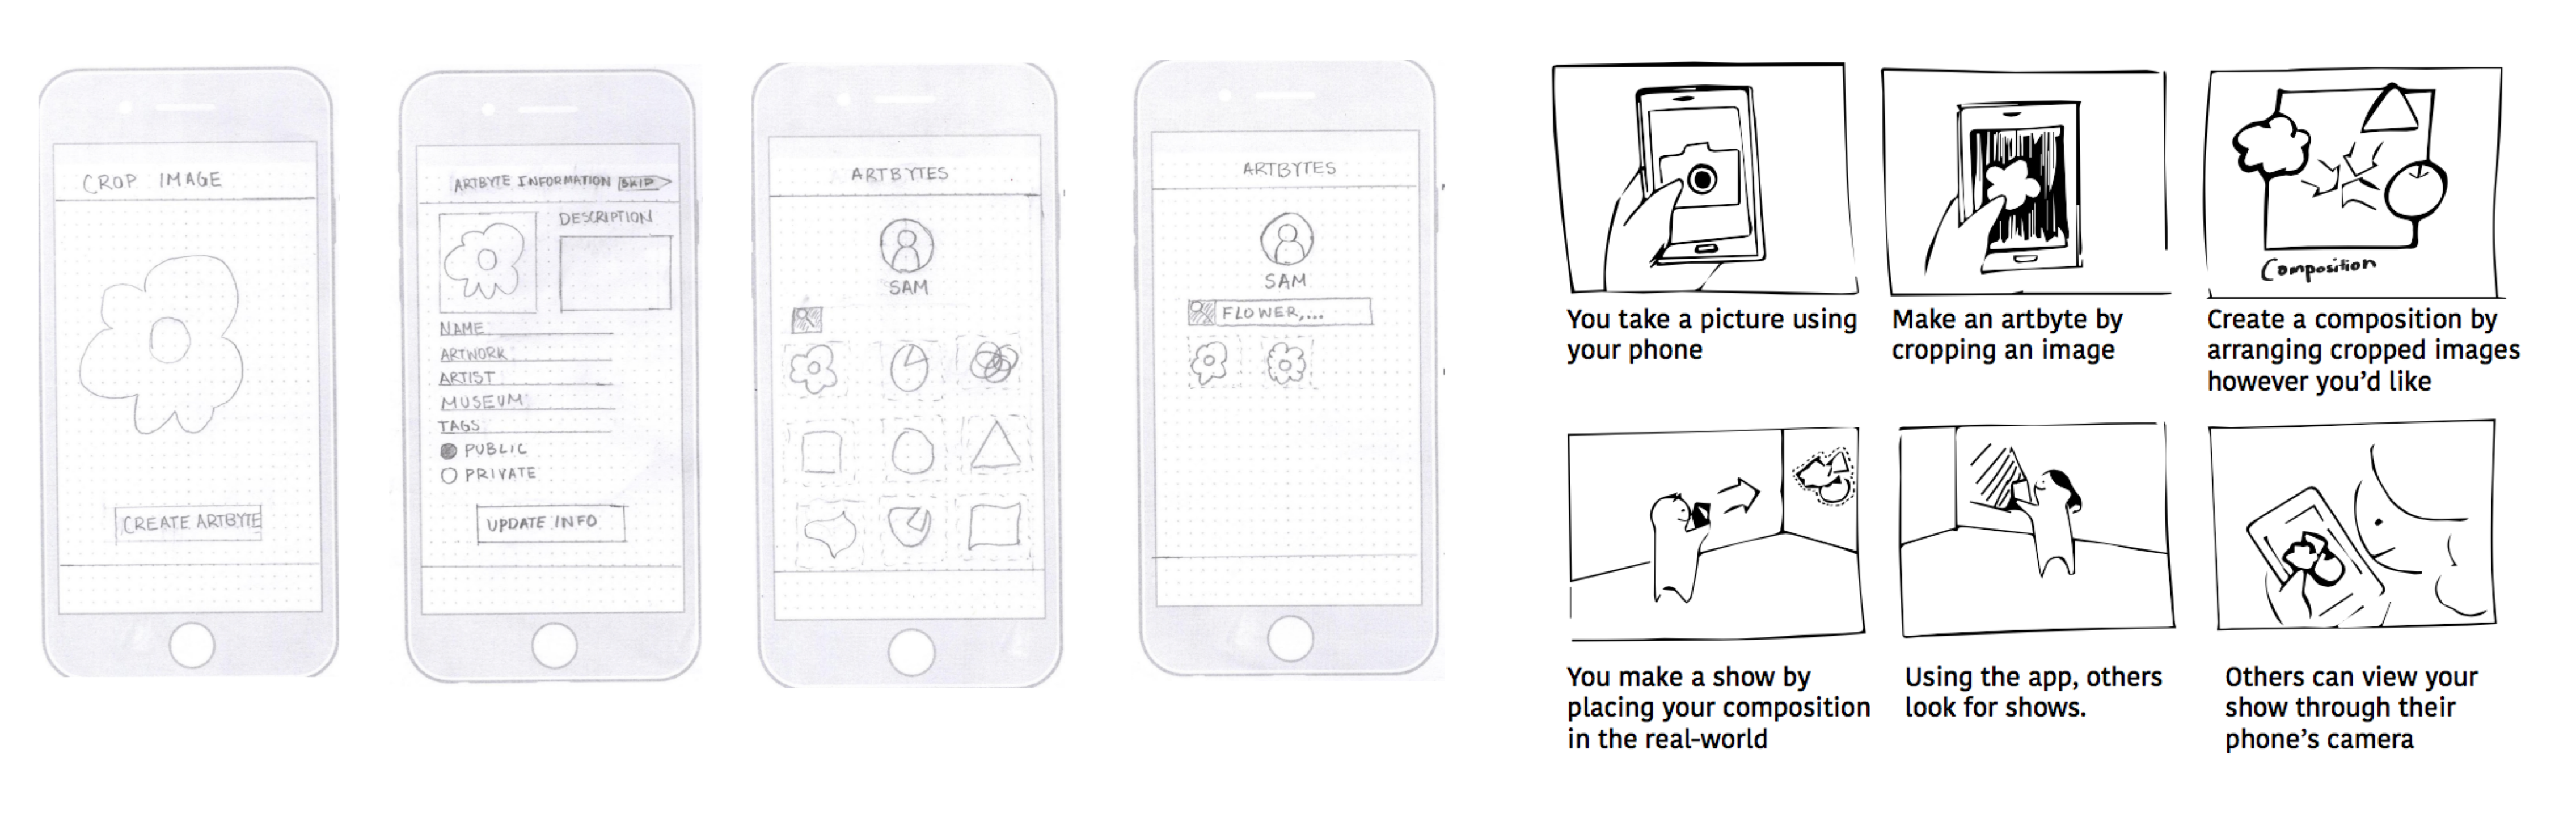 CROP IMAGE
CREATE ARTBYTE
ARTBYTE INFORMATION SKIP
DESCRIPTION
NAME
ARTWORK
ARTIST
MUSEUM
TAGS
PUBLIC
PRIVATE
UPDATE INFO
ARTBYTES
SAM
ARTBYTES
SAM
FLOWER,...
You take a picture using
your phone
Make an artbyte by
cropping an image
Composition
Create a composition by
arranging cropped images
however you'd like
You make a show by
placing your composition
in the real-world
Using the app, others
look for shows.
Others can view your
show through their
phone's camera